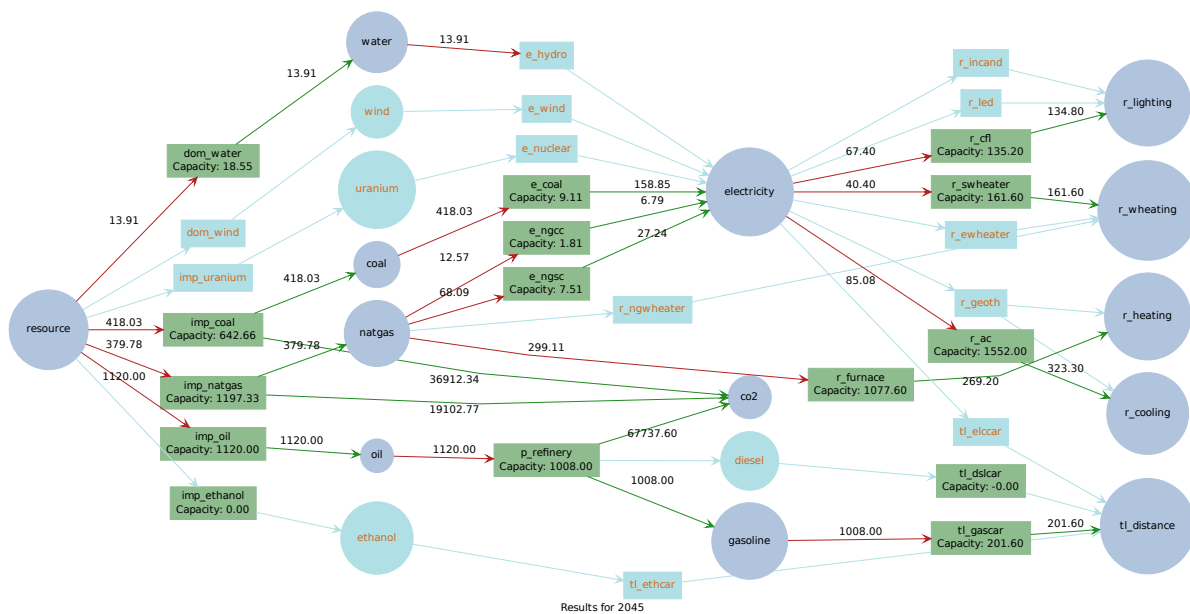 water
13.91
13.91
e_hydro
r_incand
wind
e_wind
r_led
r_lighting
134.80
dom_water
Capacity: 18.55
e_nuclear
r_cfl
Capacity: 135.20
67.40
uranium
e_coal
Capacity: 9.11
158.85
electricity
40.40
r_swheater
Capacity: 161.60
161.60
6.79
r_wheating
13.91
dom_wind
418.03
e_ngcc
Capacity: 1.81
27.24
r_ewheater
12.57
imp_uranium
418.03
coal
e_ngsc
Capacity: 7.51
85.08
68.09
r_geoth
resource
418.03
imp_coal
Capacity: 642.66
natgas
r_ngwheater
r_heating
379.78
379.78
299.11
r_ac
Capacity: 1552.00
1120.00
imp_natgas
Capacity: 1197.33
36912.34
r_furnace
Capacity: 1077.60
269.20
323.30
co2
19102.77
r_cooling
imp_oil
Capacity: 1120.00
1120.00
oil
1120.00
p_refinery
Capacity: 1008.00
67737.60
tl_elccar
diesel
1008.00
tl_dslcar
Capacity: -0.00
imp_ethanol
Capacity: 0.00
ethanol
gasoline
1008.00
tl_gascar
Capacity: 201.60
201.60
tl_distance
tl_ethcar
Results for 2045